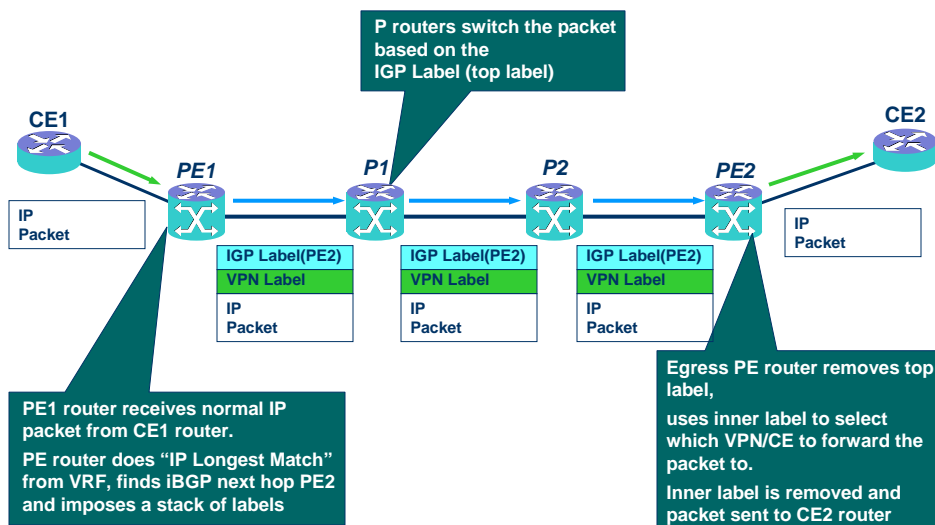 P routers switch the packet
based on the
IGP Label (top label)
CE1
CE2
PE1
P1
P2
PE2
IP
Packet
IP
Packet
IGP Label(PE2)
VPN Label
IP
Packet
IGP Label(PE2)
VPN Label
IP
Packet
IGP Label(PE2)
VPN Label
IP
Packet
PE1 router receives normal IP
packet from CE1 router.
PE router does “IP Longest Match”
from VRF, finds iBGP next hop PE2
and imposes a stack of labels
Egress PE router removes top
label,
uses inner label to select
which VPN/CE to forward the
packet to.
Inner label is removed and
packet sent to CE2 router